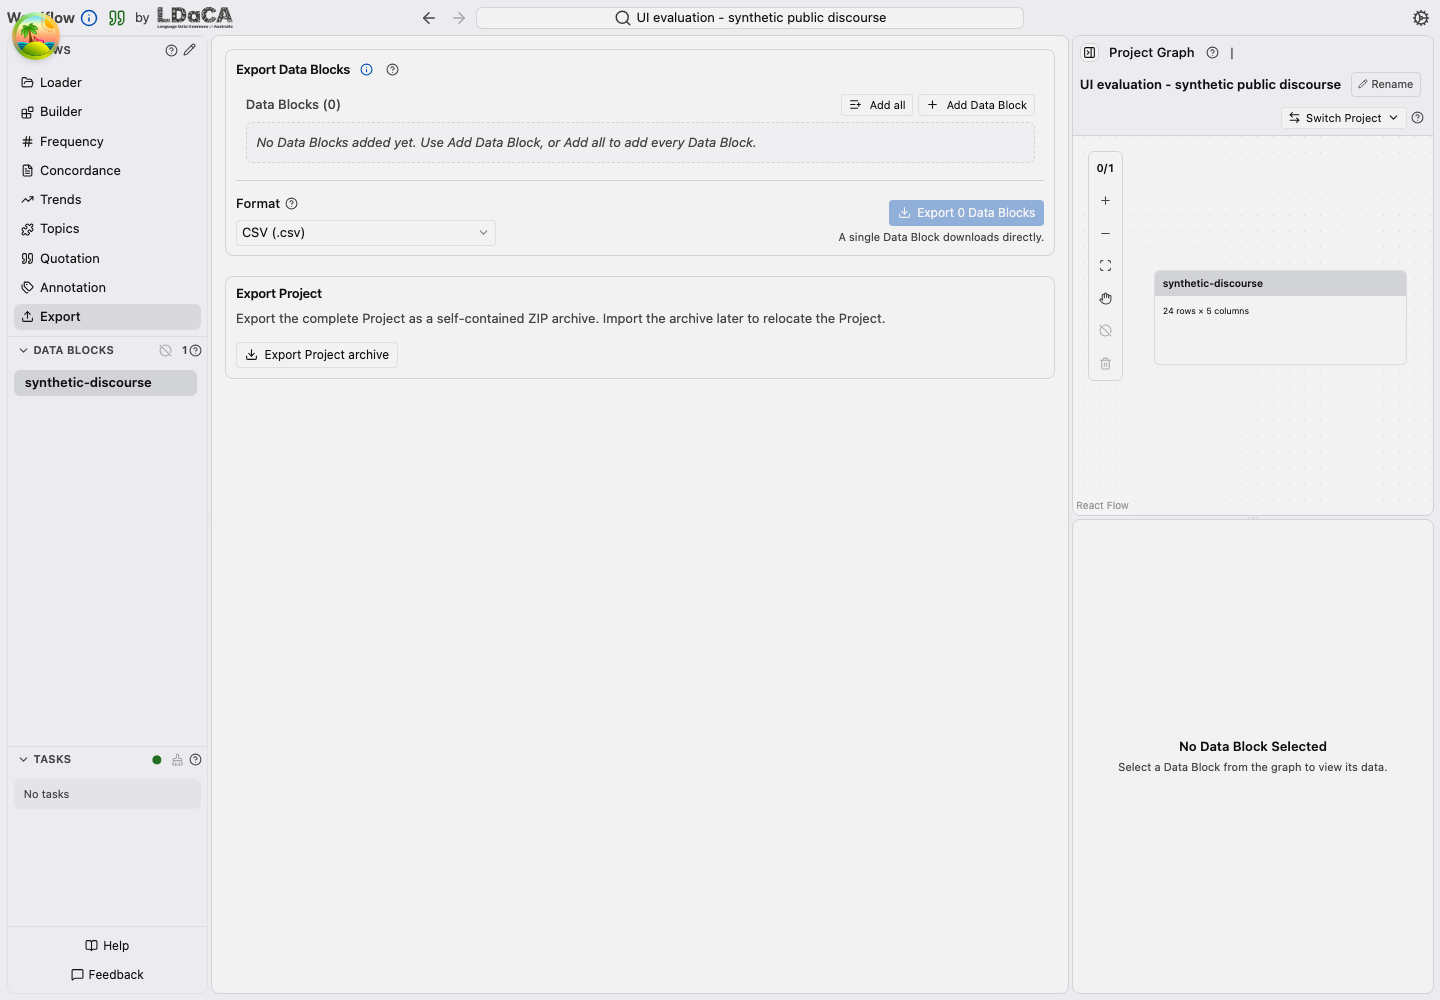 by LDaCA
Language Data Commons of Australia
UI evaluation - synthetic public discourse
Loader
Builder
Frequency
Concordance
Trends
Topics
Quotation
Annotation
Export
DATA BLOCKS 1
synthetic-discourse
TASKS
No tasks
Help
Feedback
Export Data Blocks
Data Blocks (0)
Add all
Add Data Block
No Data Blocks added yet. Use Add Data Block, or Add all to add every Data Block.
Format
CSV (.csv)
Export 0 Data Blocks
A single Data Block downloads directly.
Export Project
Export the complete Project as a self-contained ZIP archive. Import the archive later to relocate the Project.
Export Project archive
Project Graph
UI evaluation - synthetic public discourse
Rename
Switch Project
0/1
synthetic-discourse
24 rows × 5 columns
React Flow
No Data Block Selected
Select a Data Block from the graph to view its data.